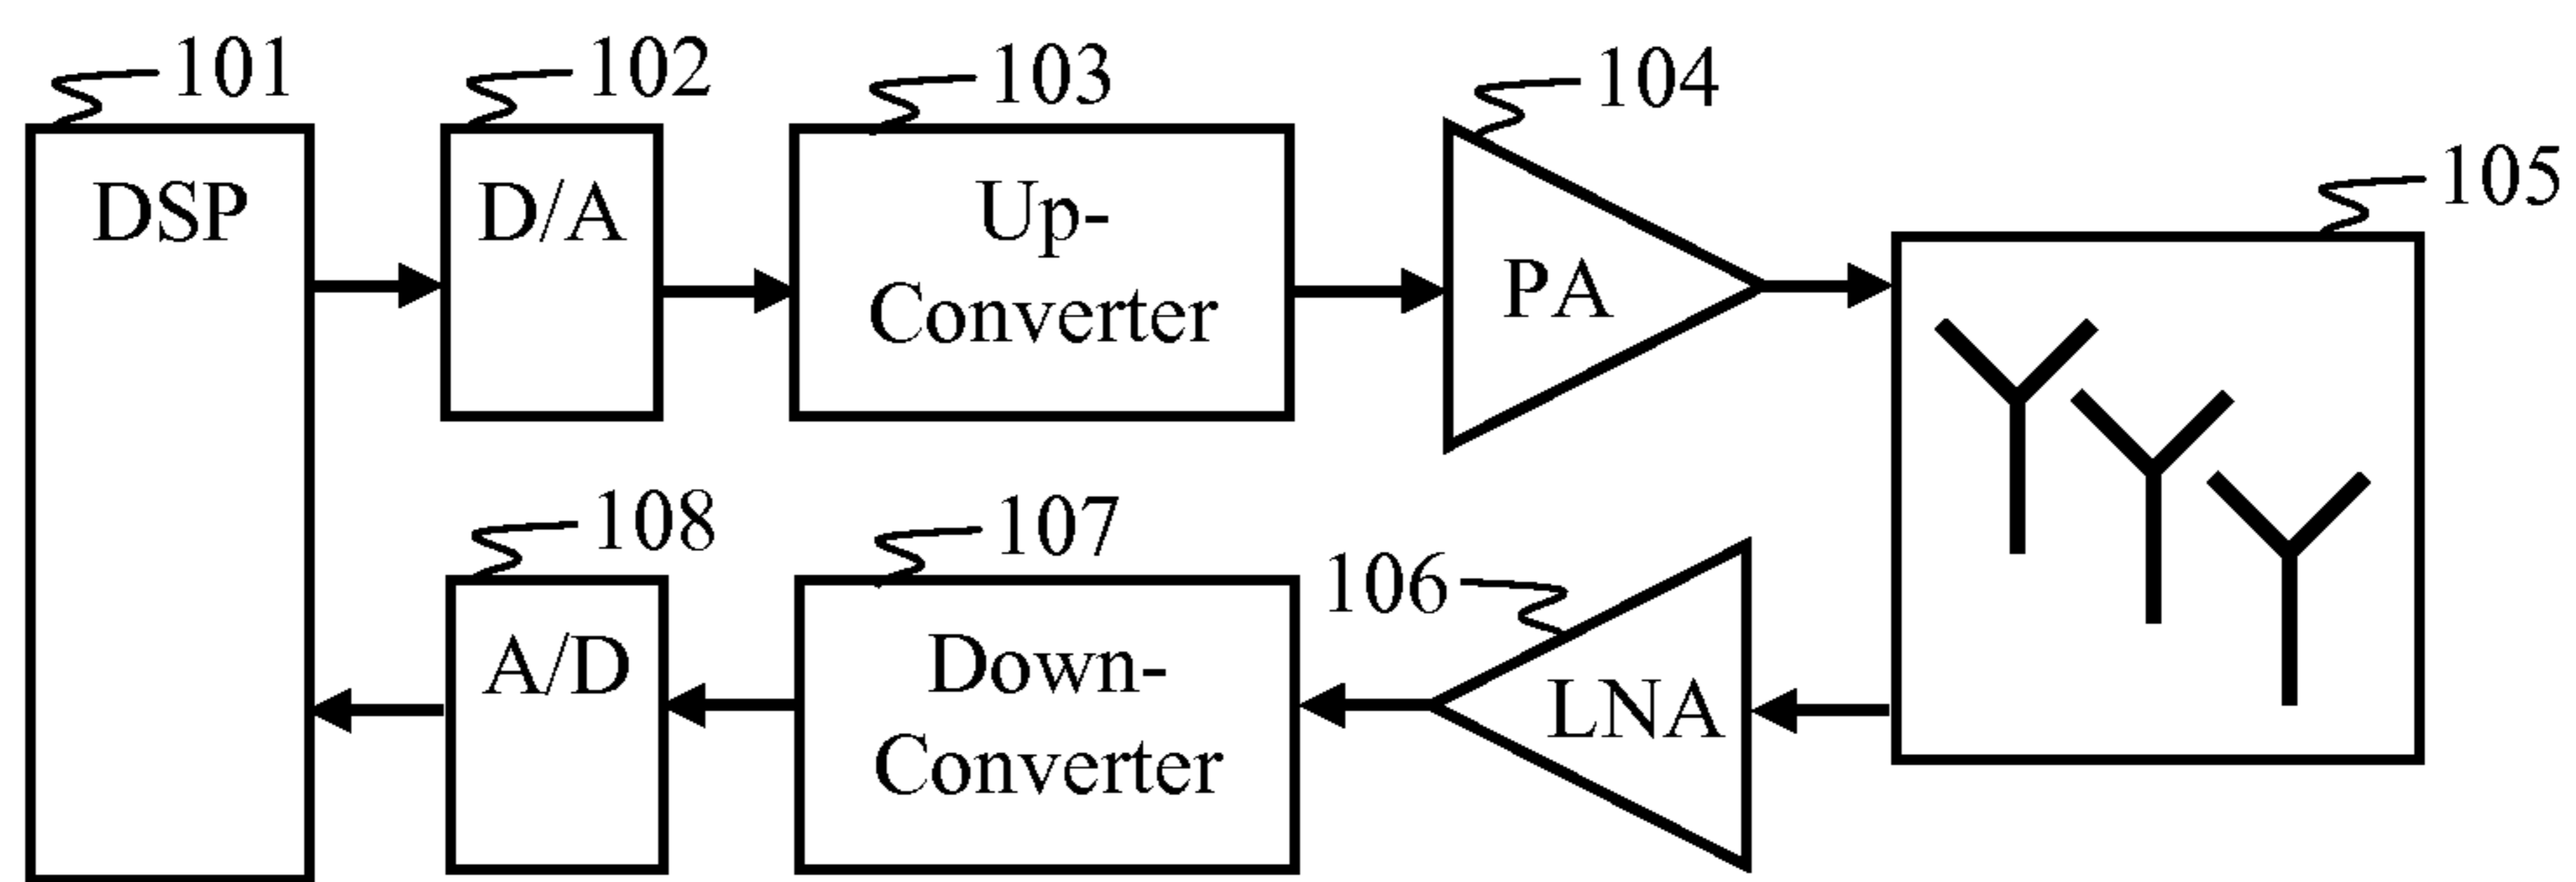 101
102
103
104
105
DSP
D/A
Up-
Converter
PA
108
107
106
A/D
Down-
Converter
LNA